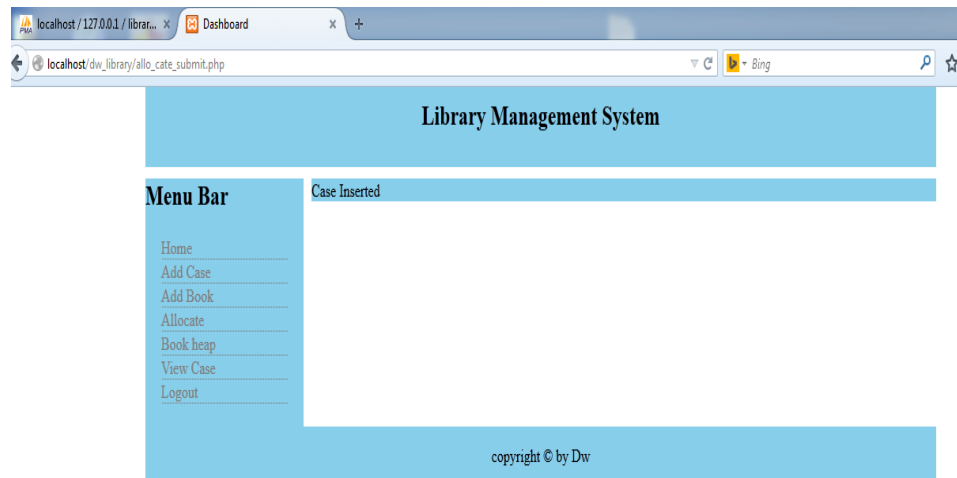 localhost / 127.0.0.1 / librar... ×
Dashboard ×
+
localhost/dw_library/allo_cate_submit.php
Bing
Library Management System
Menu Bar
Home
Add Case
Add Book
Allocate
Book heap
View Case
Logout
Case Inserted
copyright © by Dw